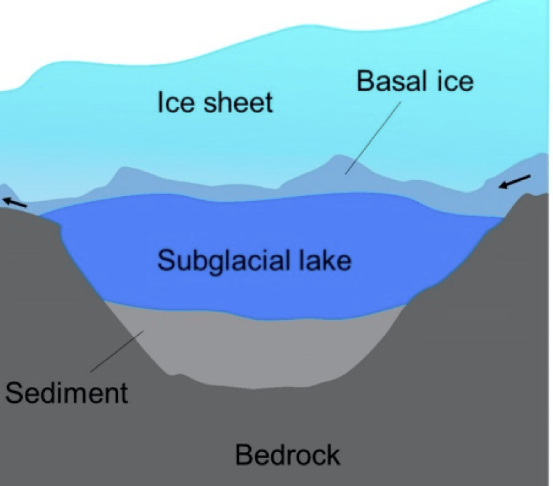 Basal ice
Ice sheet
Subglacial lake
Sediment
Bedrock